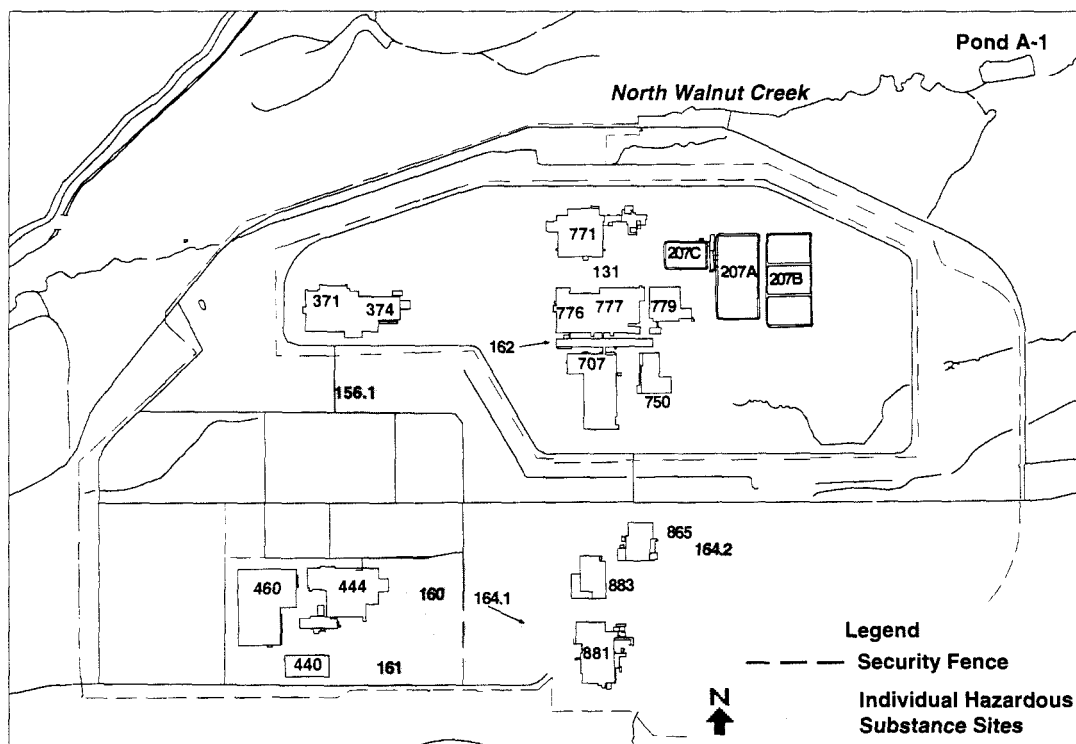 Pond A-1
North Walnut Creek
771
207C
207A
207B
131
371
374
776
777
779
162
707
156.1
750
865
164.2
460
444
160
164.1
883
881
440
161
Legend
Security Fence
N
Individual Hazardous
Substance Sites